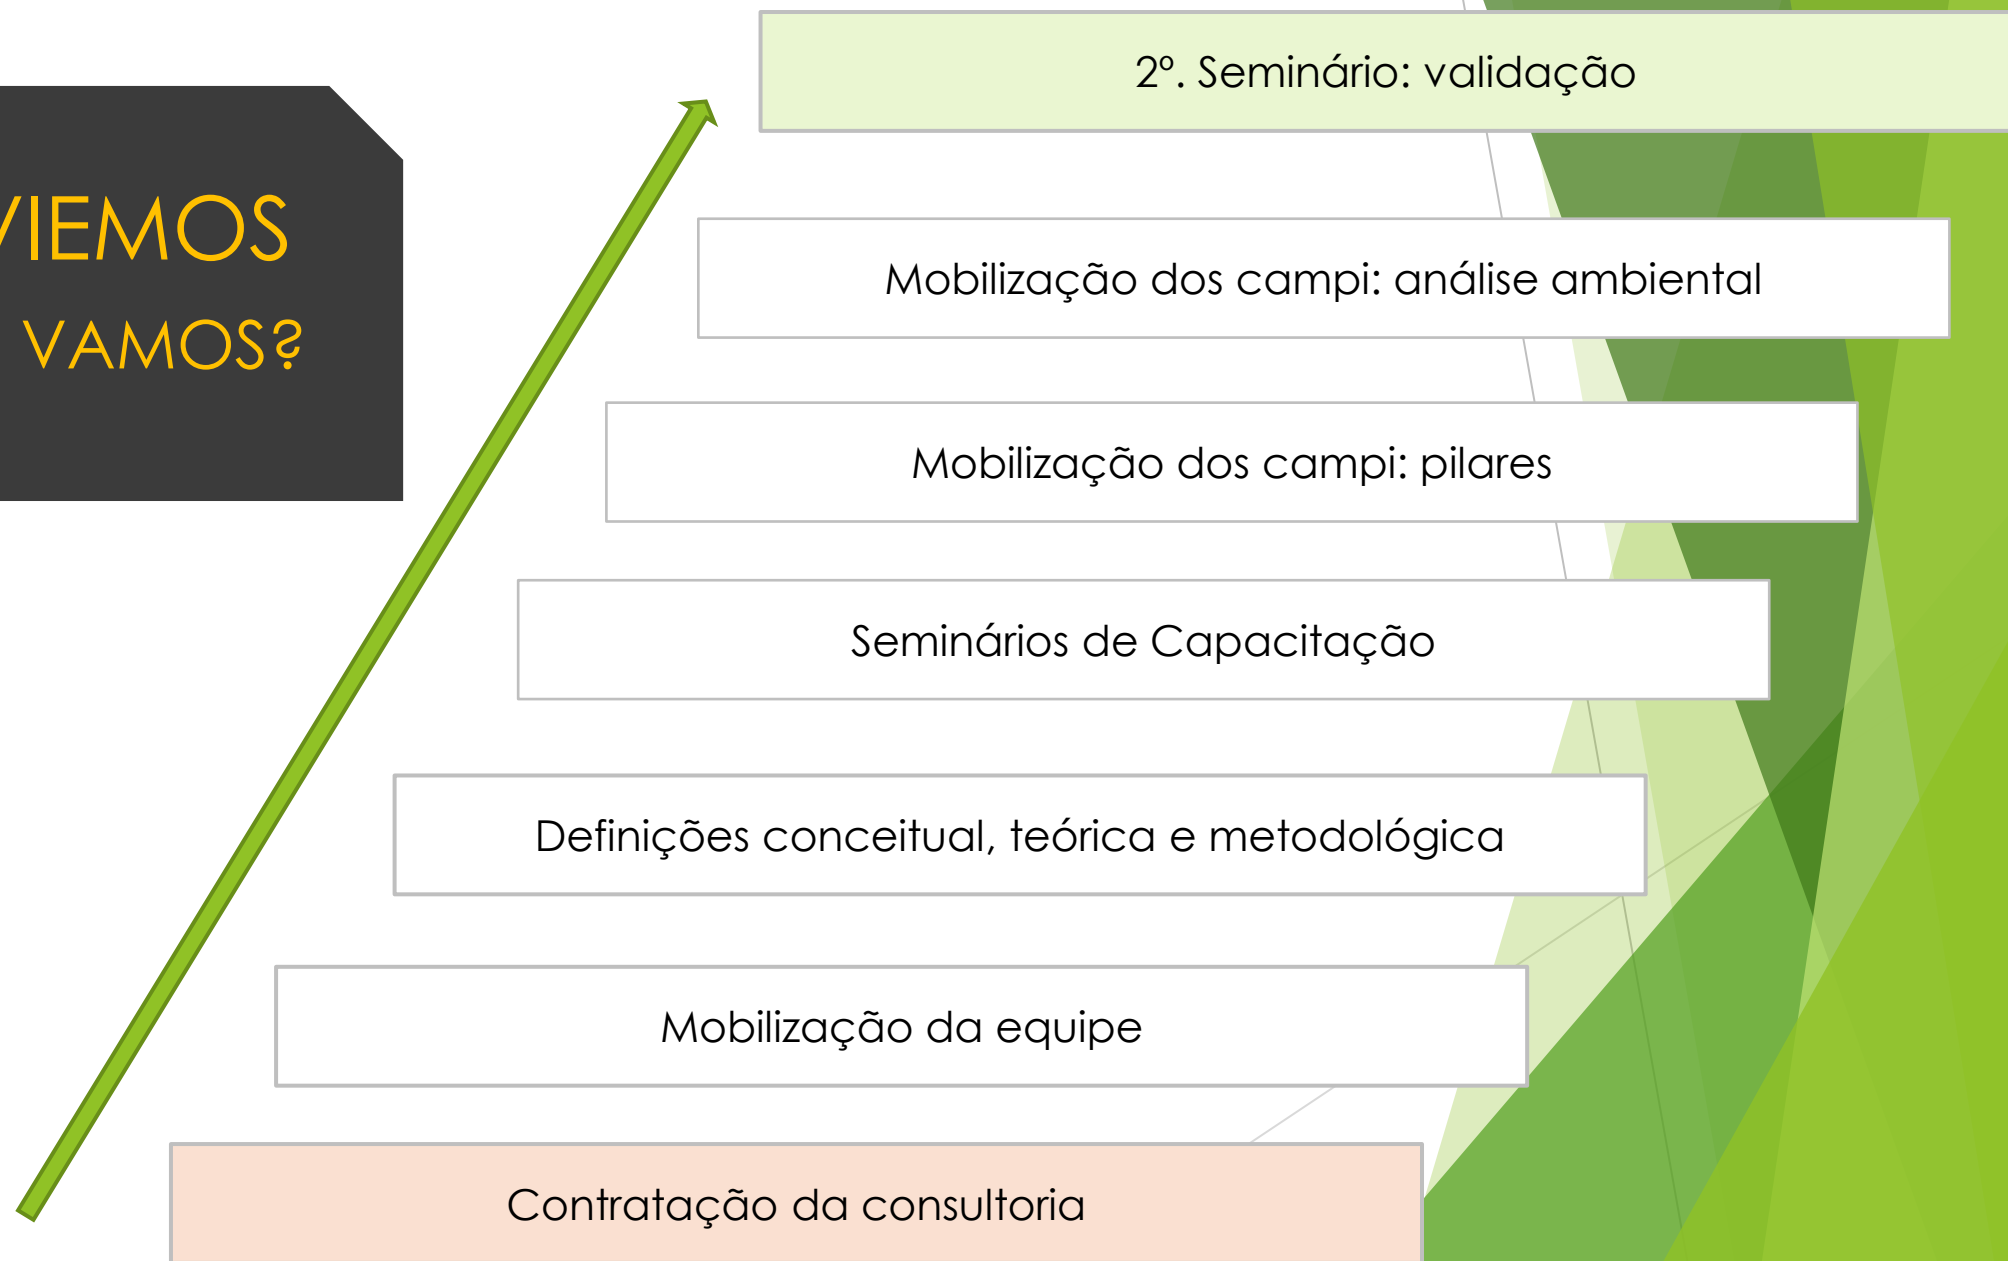 VIEMOS
VAMOS?
2º. Seminário: validação
Mobilização dos campi: análise ambiental
Mobilização dos campi: pilares
Seminários de Capacitação
Definições conceitual, teórica e metodológica
Mobilização da equipe
Contratação da consultoria